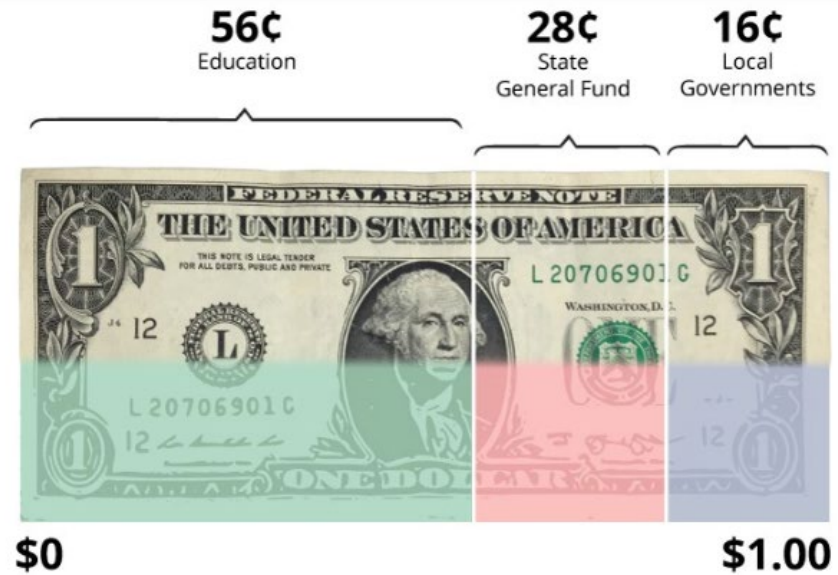 56¢
Education
28¢
State
General Fund
16¢
Local
Governments
FEDERAL RESERVE NOTE
THE UNITED STATES OF AMERICA
THIS NOTE IS LEGAL TENDER
FOR ALL DEBTS, PUBLIC AND PRIVATE
L 20706901 G
WASHINGTON, D.C.
1
1
J4 12
L
12
L 20706901 G
12
12
1
1
ONE DOLLAR
$0
$1.00